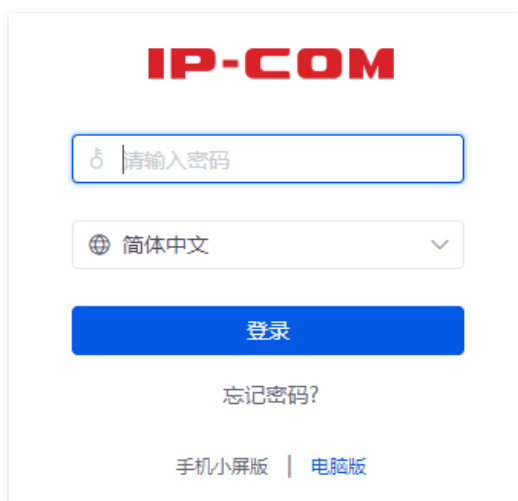 IP-COM
请输入密码
简体中文
登录
忘记密码?
手机小屏版 | 电脑版